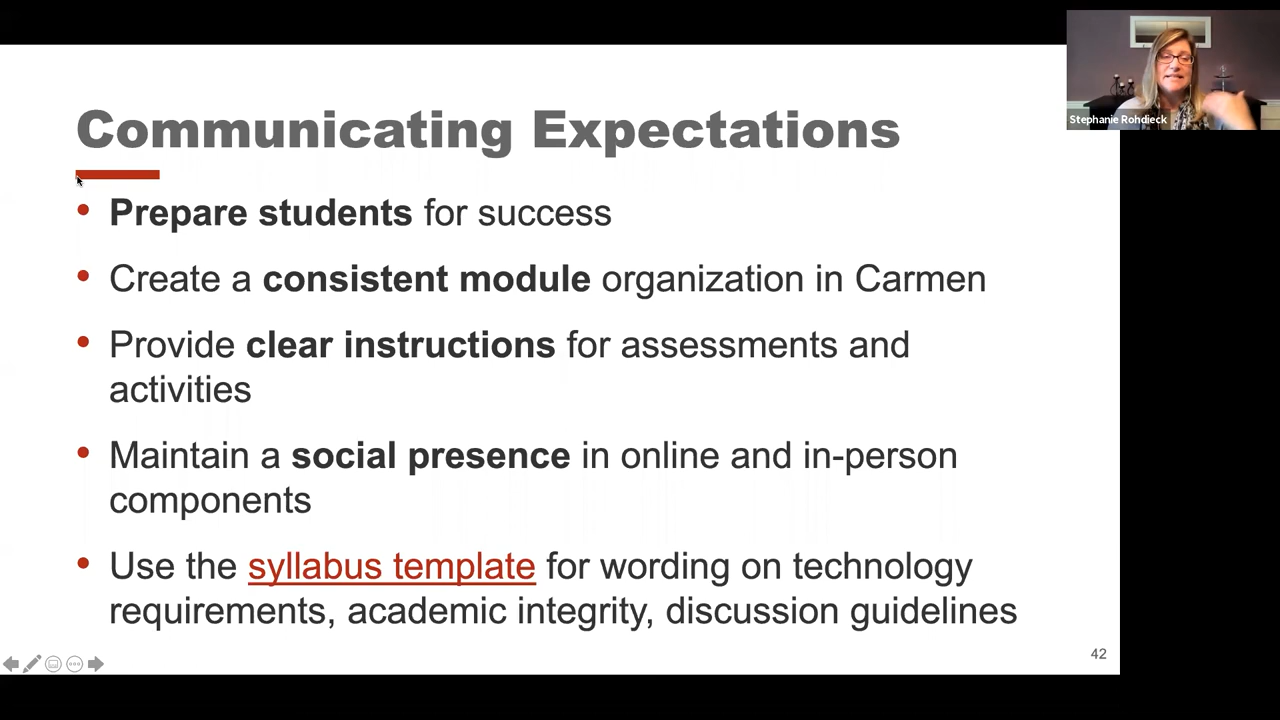 Stephanie Rohdieck
Communicating Expectations
• Prepare students for success
• Create a consistent module organization in Carmen
• Provide clear instructions for assessments and
activities
• Maintain a social presence in online and in-person
components
• Use the syllabus template for wording on technology
requirements, academic integrity, discussion guidelines
42